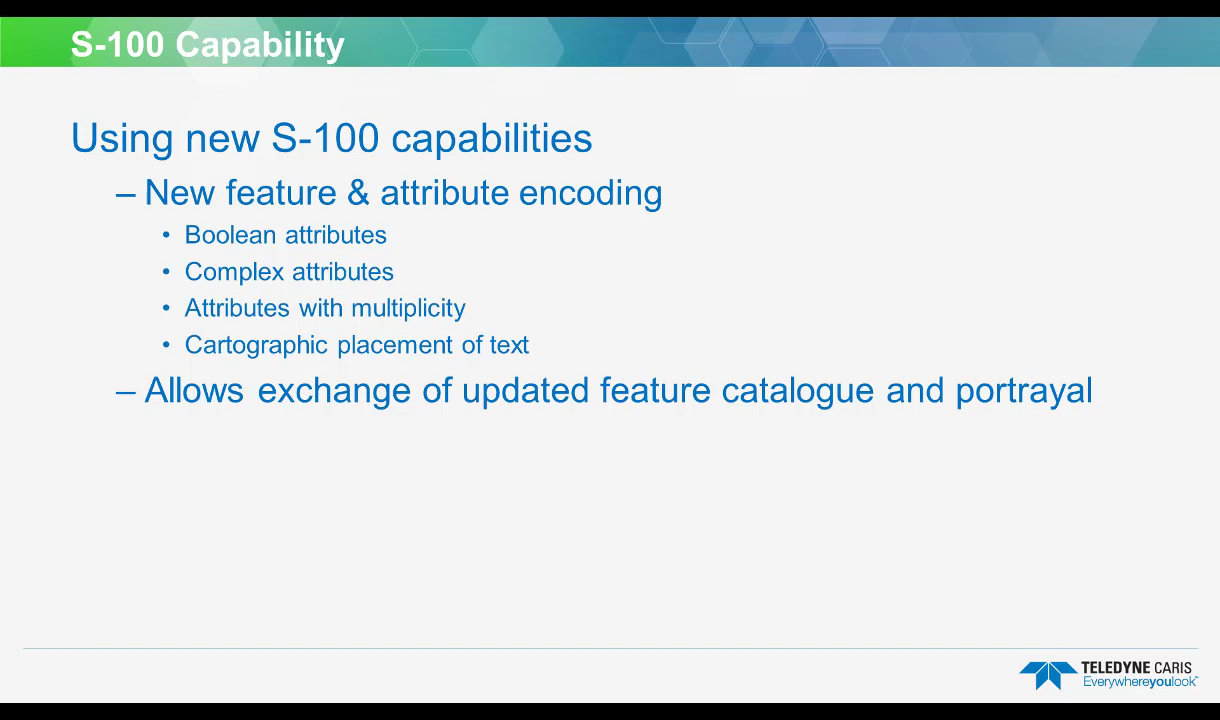 S-100 Capability
Using new S-100 capabilities
– New feature & attribute encoding
• Boolean attributes
• Complex attributes
• Attributes with multiplicity
• Cartographic placement of text
– Allows exchange of updated feature catalogue and portrayal
TELEDYNE CARIS
Everywhereyoulook™